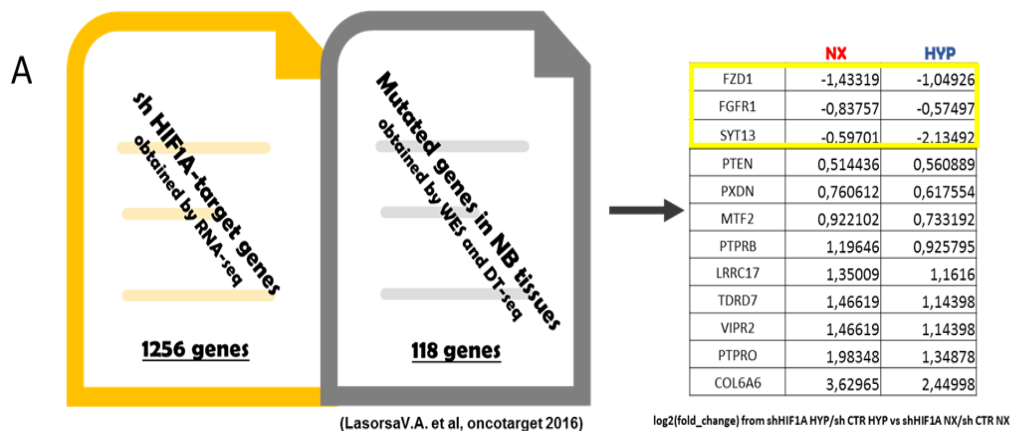 A
sh HIF1A-target genes
obtained by RNA-seq
1256 genes
Mutated genes in NB tissues
obtained by WES and DT-seq
118 genes
(LasorsaV.A. et al, oncotarget 2016)
NX HYP
FZD1 -1,43319 -1,04926
FGFR1 -0,83757 -0,57497
SYT13 -0.59701 -2.13492
PTEN 0,514436 0,560889
PXDN 0,760612 0,617554
MTF2 0,922102 0,733192
PTPRB 1,19646 0,925795
LRRC17 1,35009 1,1616
TDRD7 1,46619 1,14398
VIPR2 1,46619 1,14398
PTPRO 1,98348 1,34878
COL6A6 3,62965 2,44998
log2(fold_change) from shHIF1A HYP/sh CTR HYP vs shHIF1A NX/sh CTR NX